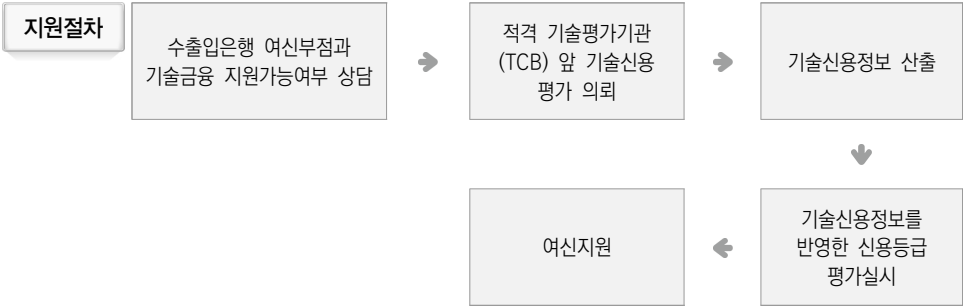 지원절차
수출입은행 여신부점과
기술금융 지원가능여부 상담
적격 기술평가기관
(TCB) 앞 기술신용
평가 의뢰
기술신용정보 산출
기술신용정보를
반영한 신용등급
평가실시
여신지원